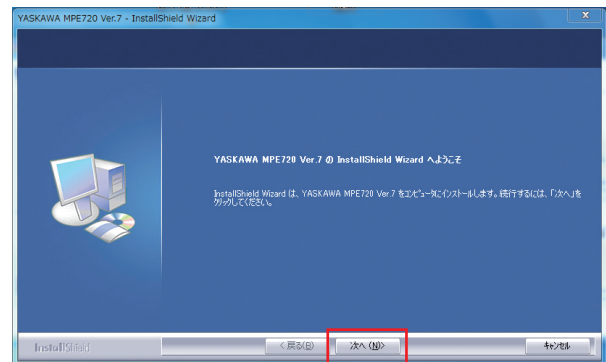 YASKAWA MPE720 Ver.7 - InstallShield Wizard
x
YASKAWA MPE720 Ver.7 の InstallShield Wizard へようこそ
InstallShield Wizard は、YASKAWA MPE720 Ver.7 をコンピュータにインストールします。続行するには、「次へ」を
クリックしてください。
InstallShield
< 戻る(B)
次へ (N)>
キャンセル